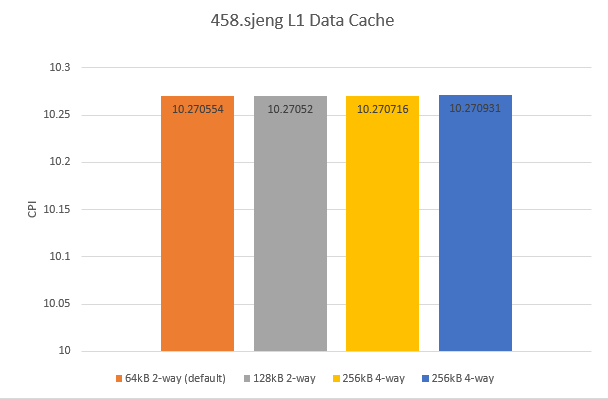 458.sjeng L1 Data Cache
10.3
10.25
10.2
10.15
10.1
10.05
10
CPI
10.270554
10.27052
10.270716
10.270931
64kB 2-way (default)
128kB 2-way
256kB 4-way
256kB 4-way